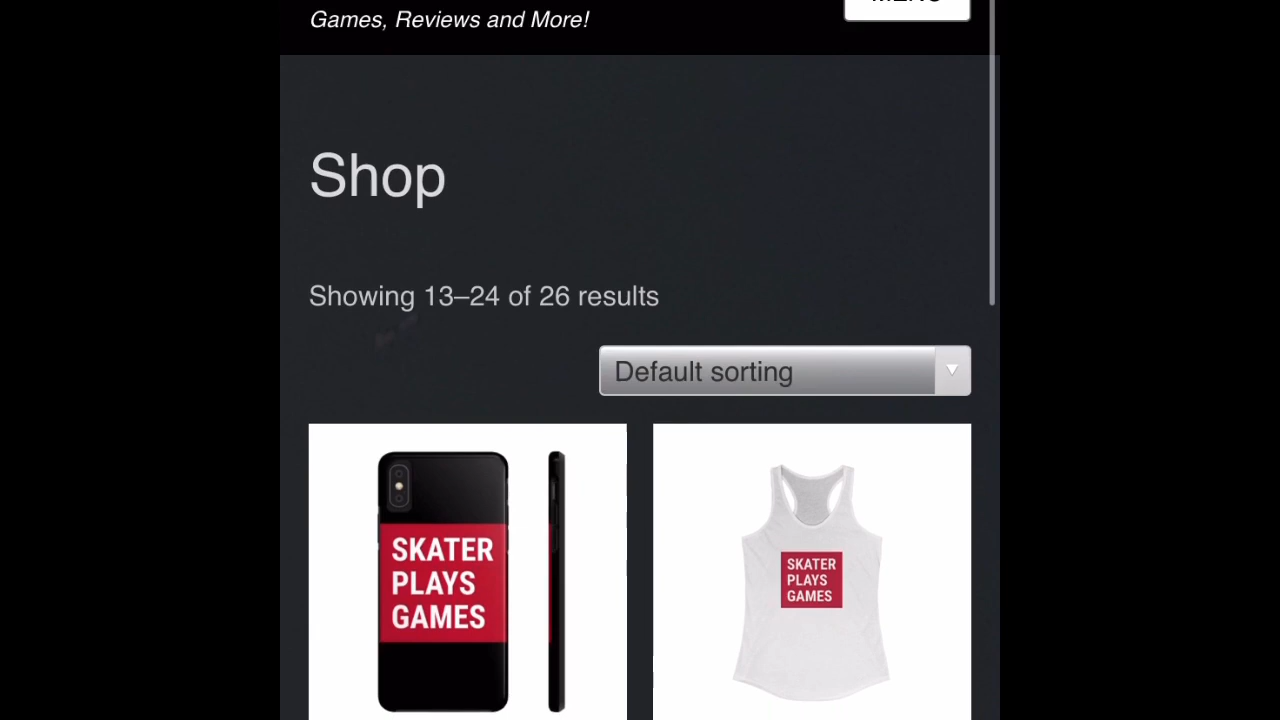 Games, Reviews and More!
MENU
Shop
Showing 13–24 of 26 results
Default sorting
SKATER
PLAYS
GAMES
SKATER
PLAYS
GAMES